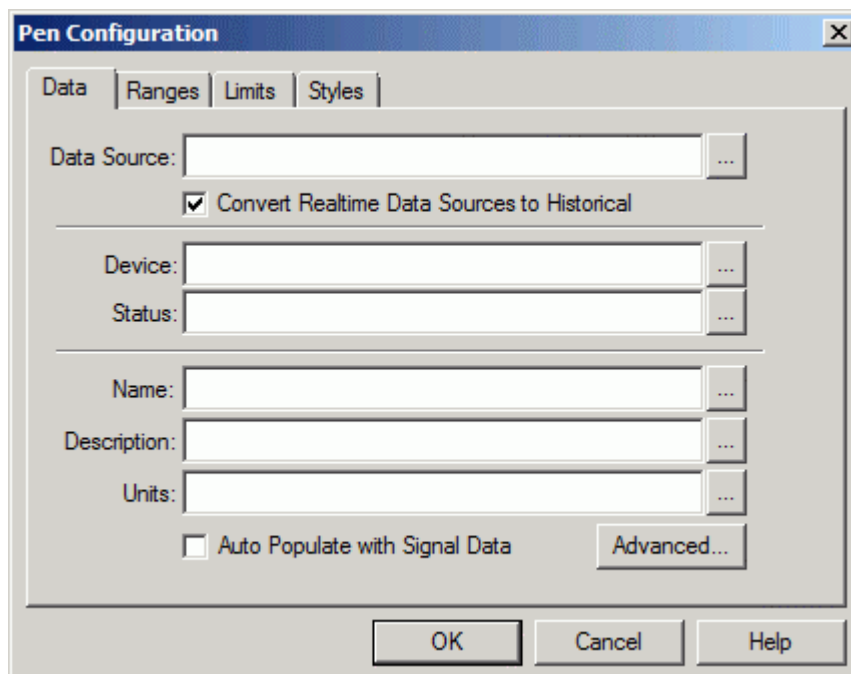 Pen Configuration
Data Ranges Limits Styles
Data Source: ...
Convert Realtime Data Sources to Historical
Device: ...
Status: ...
Name: ...
Description: ...
Units: ...
Auto Populate with Signal Data Advanced...
OK Cancel Help